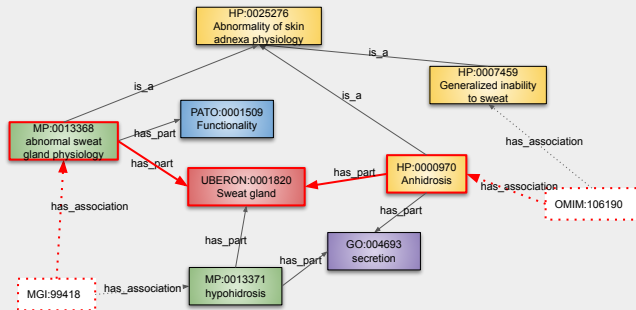 HP:0025276
Abnormality of skin
adnexa physiology
is_a
HP:0007459
Generalized inability
to sweat
is_a
is_a
PATO:0001509
Functionality
MP:0013368
abnormal sweat
gland physiology
has_part
has_part
has_association
UBERON:0001820
Sweat gland
has_part
HP:0000970
Anhidrosis
has_association
OMIM:106190
has_association
has_part
has_part
GO:004693
secretion
has_part
MP:0013371
hypohidrosis
has_association
MGI:99418